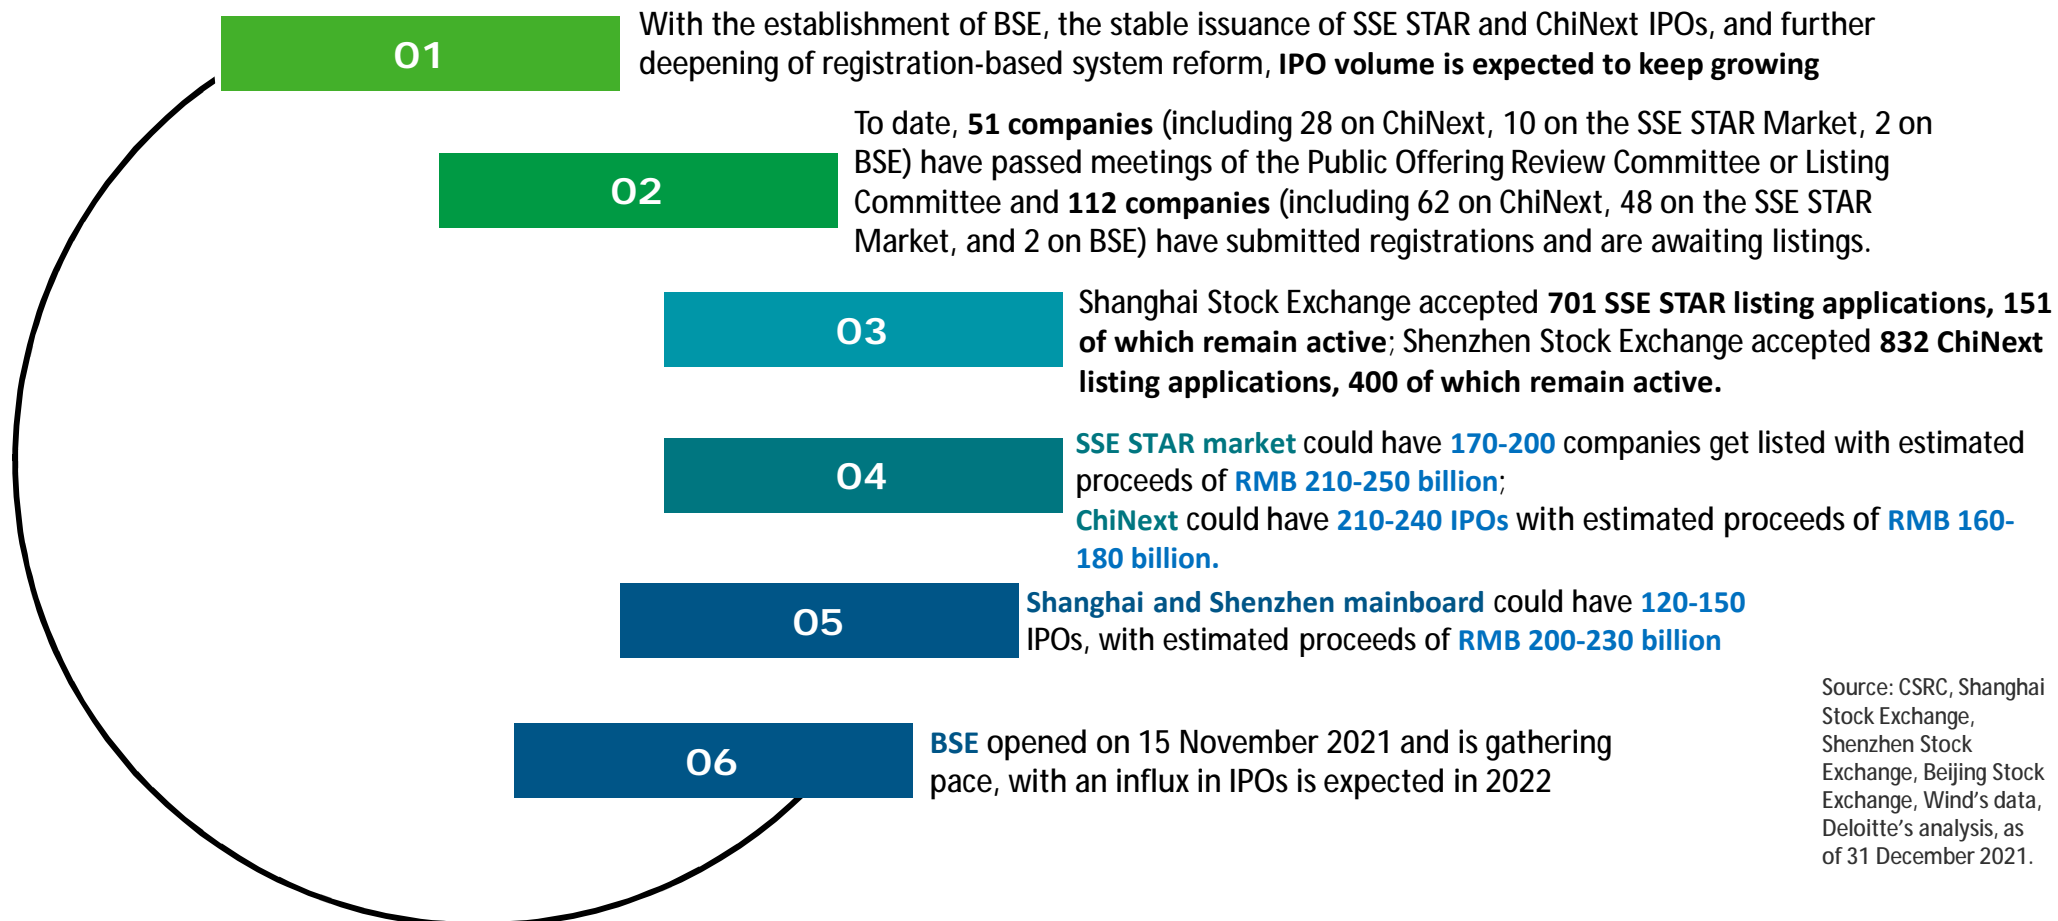 01
With the establishment of BSE, the stable issuance of SSE STAR and ChiNext IPOs, and further
deepening of registration-based system reform, IPO volume is expected to keep growing
02
To date, 51 companies (including 28 on ChiNext, 10 on the SSE STAR Market, 2 on
BSE) have passed meetings of the Public Offering Review Committee or Listing
Committee and 112 companies (including 62 on ChiNext, 48 on the SSE STAR
Market, and 2 on BSE) have submitted registrations and are awaiting listings.
03
Shanghai Stock Exchange accepted 701 SSE STAR listing applications, 151
of which remain active; Shenzhen Stock Exchange accepted 832 ChiNext
listing applications, 400 of which remain active.
04
SSE STAR market could have 170-200 companies get listed with estimated
proceeds of RMB 210-250 billion;
ChiNext could have 210-240 IPOs with estimated proceeds of RMB 160-
180 billion.
05
Shanghai and Shenzhen mainboard could have 120-150
IPOs, with estimated proceeds of RMB 200-230 billion
06
BSE opened on 15 November 2021 and is gathering
pace, with an influx in IPOs is expected in 2022
Source: CSRC, Shanghai
Stock Exchange,
Shenzhen Stock
Exchange, Beijing Stock
Exchange, Wind's data,
Deloitte's analysis, as
of 31 December 2021.